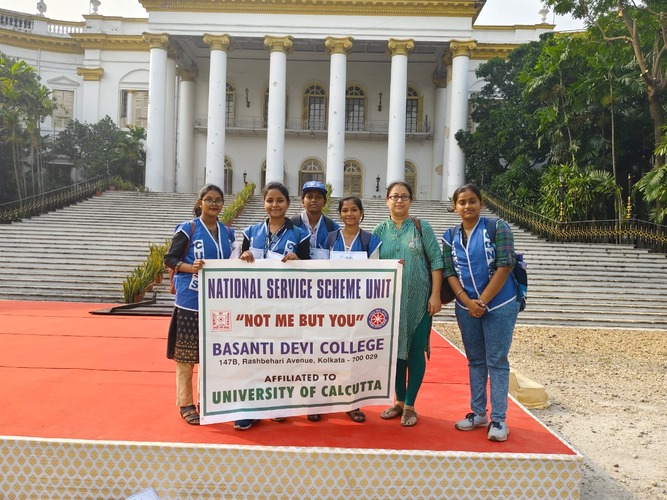 NATIONAL SERVICE SCHEME UNIT
"NOT ME BUT YOU"
BASANTI DEVI COLLEGE
147B, Rashbehari Avenue, Kolkata - 700 029
AFFILIATED TO
UNIVERSITY OF CALCUTTA